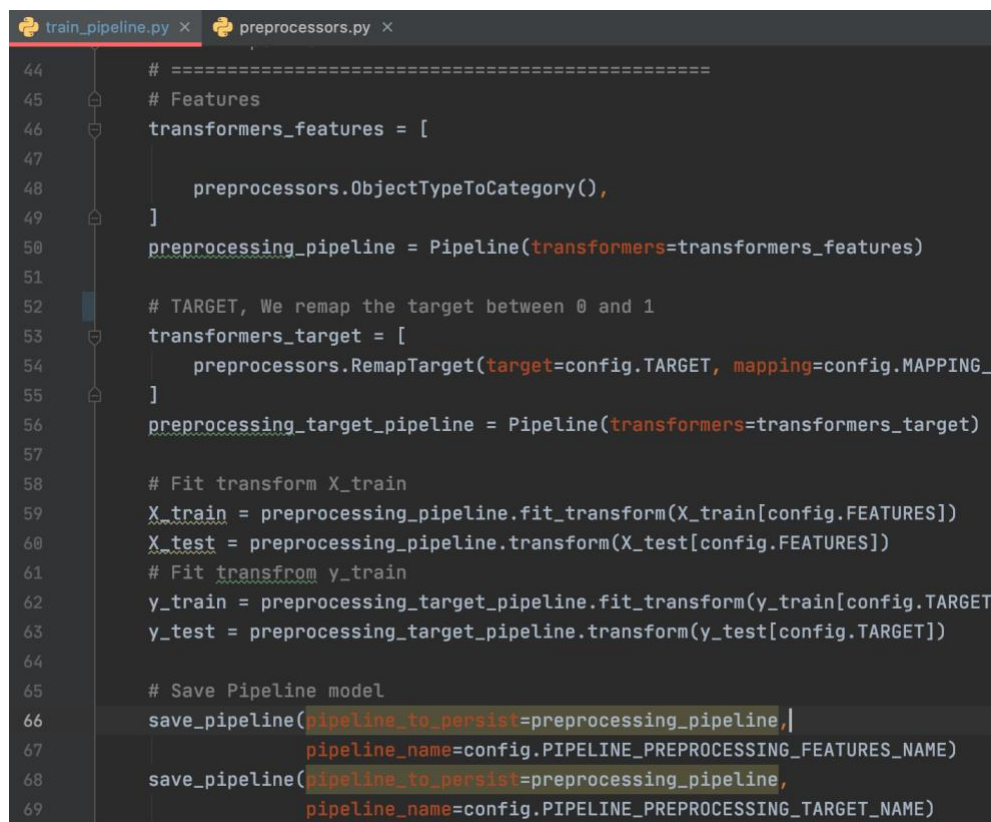 train_pipeline.py × preprocessors.py ×
44 # ================================================
45 # Features
46 transformers_features = [
47
48 preprocessors.ObjectTypeToCategory(),
49 ]
50 preprocessing_pipeline = Pipeline(transformers=transformers_features)
51
52 # TARGET, We remap the target between 0 and 1
53 transformers_target = [
54 preprocessors.RemapTarget(target=config.TARGET, mapping=config.MAPPING_
55 ]
56 preprocessing_target_pipeline = Pipeline(transformers=transformers_target)
57
58 # Fit transform X_train
59 X_train = preprocessing_pipeline.fit_transform(X_train[config.FEATURES])
60 X_test = preprocessing_pipeline.transform(X_test[config.FEATURES])
61 # Fit transfrom y_train
62 y_train = preprocessing_target_pipeline.fit_transform(y_train[config.TARGET
63 y_test = preprocessing_target_pipeline.transform(y_test[config.TARGET])
64
65 # Save Pipeline model
66 save_pipeline(pipeline_to_persist=preprocessing_pipeline,
67 pipeline_name=config.PIPELINE_PREPROCESSING_FEATURES_NAME)
68 save_pipeline(pipeline_to_persist=preprocessing_pipeline,
69 pipeline_name=config.PIPELINE_PREPROCESSING_TARGET_NAME)